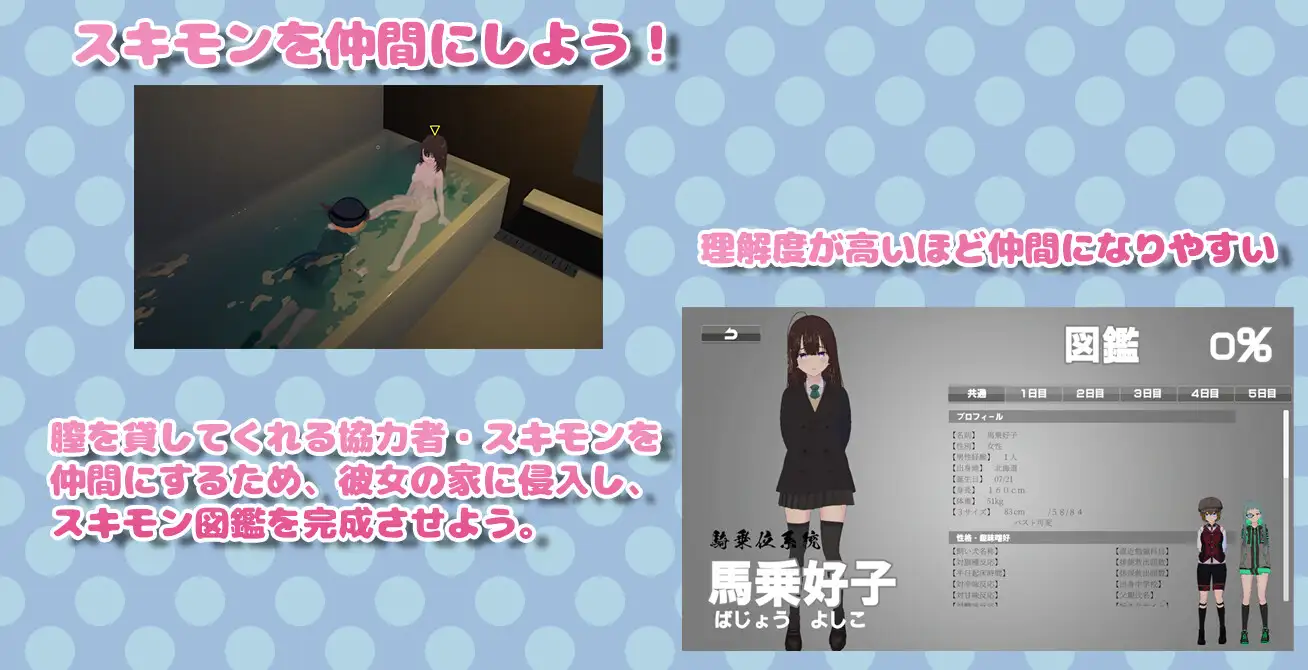 スキモンを仲間にしよう！
理解度が高いほど仲間になりやすい
膣を貸してくれる協力者・スキモンを
仲間にするため、彼女の家に侵入し、
スキモン図鑑を完成させよう。
図鑑 0%
共通 1日目 2日目 3日目 4日目 5日目
プロフィール
【名前】 馬乗好子
【性別】 女性
【男性経験】 1人
【出身地】 北海道
【誕生日】 07/21
【身長】 160cm
【体重】 51kg
【3サイズ】 83cm /58/84
バスト可変
性格・趣味嗜好
騎乗位系統
馬乗好子
ばじょう よしこ